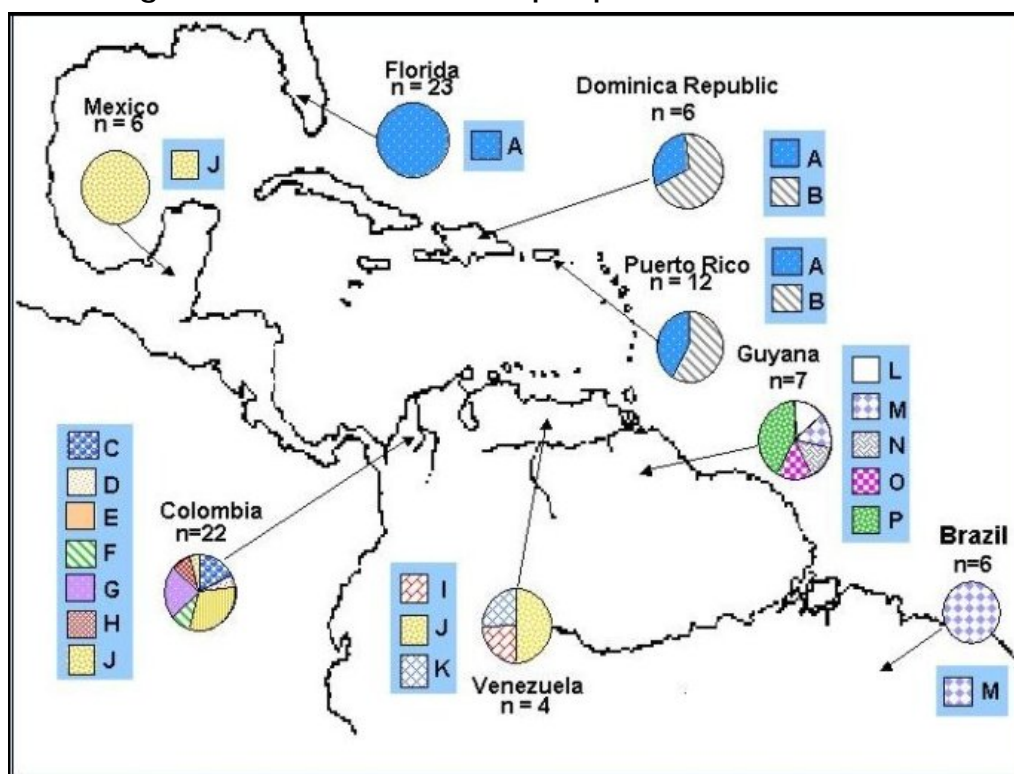 Florida
n = 23
A
Mexico
n = 6
J
Dominica Republic
n =6
A
B
Puerto Rico
n = 12
A
B
Guyana
n=7
L
M
N
O
P
Colombia
n=22
C
D
E
F
G
H
J
Venezuela
n = 4
I
J
K
Brazil
n=6
M